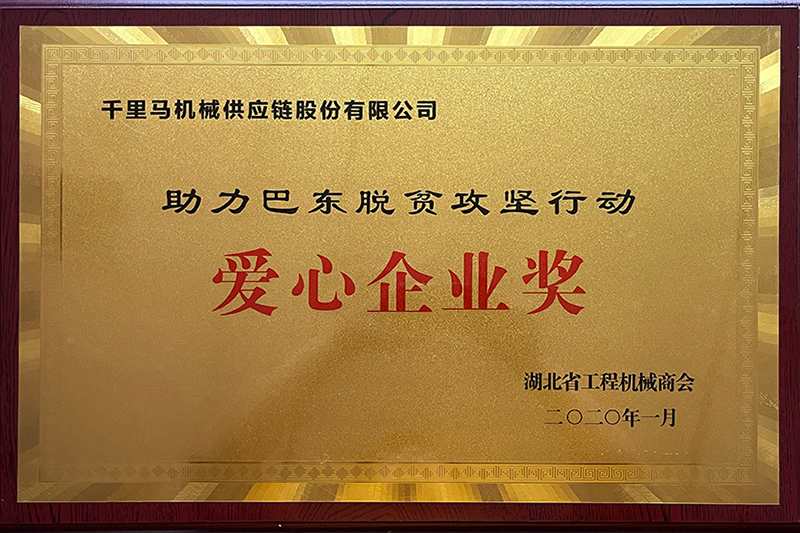 千里马机械供应链股份有限公司
助力巴东脱贫攻坚行动
爱心企业奖
湖北省工程机械商会
二〇二〇年一月